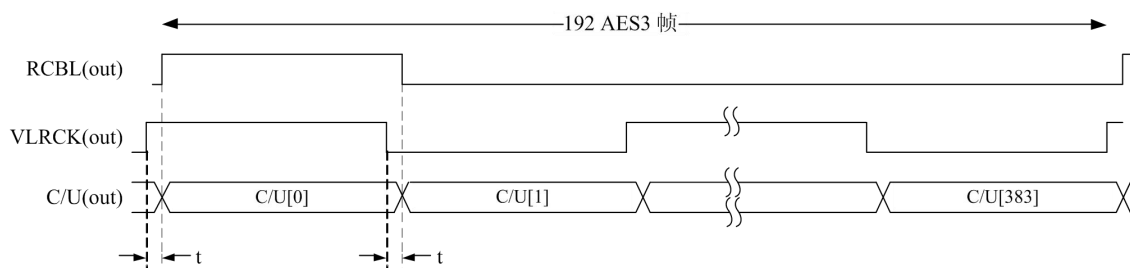 192 AES3 帧
RCBL(out)
VLRCK(out)
C/U(out)
C/U[0]
C/U[1]
C/U[383]
t
t